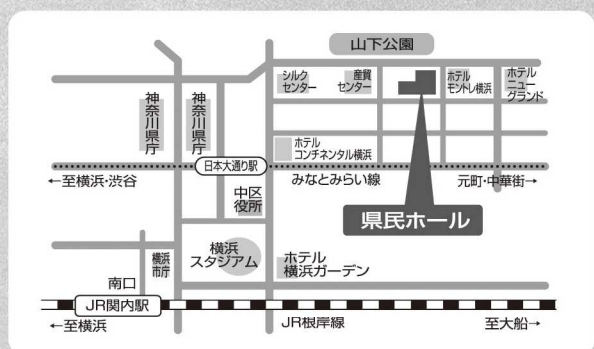 山下公園
シルク
センター
産貿
センター
ホテル
モントレ横浜
ホテル
ニュー
グランド
神奈川県庁
神奈川県庁
ホテル
コンチネンタル横浜
日本大通り駅
←至横浜・渋谷
みなとみらい線
元町・中華街→
中区
役所
県民ホール
横浜
スタジアム
横浜
市庁
ホテル
横浜ガーデン
南口
JR関内駅
←至横浜
JR根岸線
至大船→